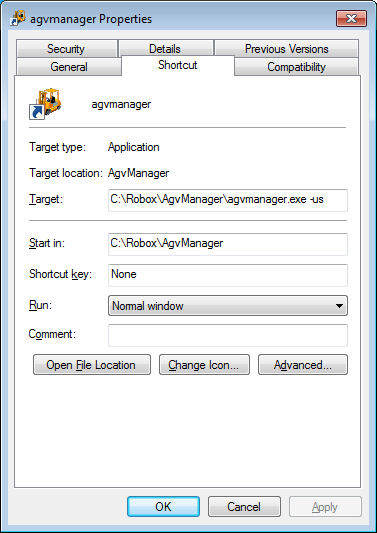 agvmanager Properties
Security Details Previous Versions
General Shortcut Compatibility
agvmanager
Target type: Application
Target location: AgvManager
Target: C:\Robox\AgvManager\agvmanager.exe -us
Start in: C:\Robox\AgvManager
Shortcut key: None
Run: Normal window
Comment:
Open File Location Change Icon... Advanced...
OK Cancel Apply